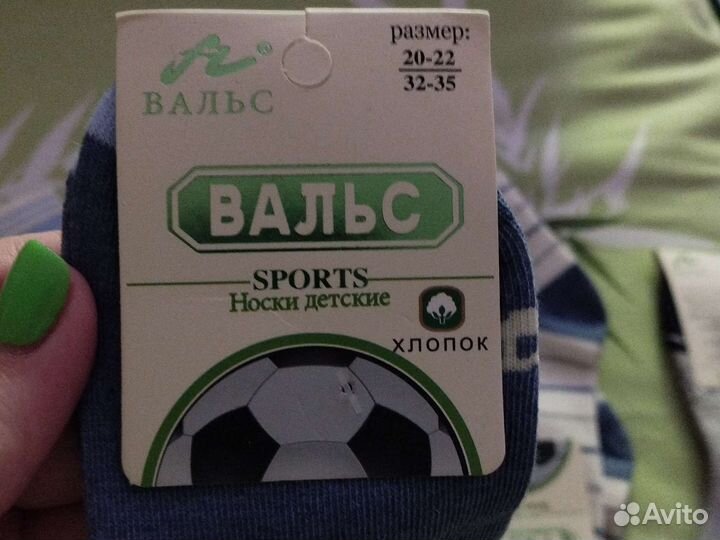 размер:
20-22
32-35
ВАЛЬС
ВАЛЬС
SPORTS
Носки детские
ХЛОПОК
Avito